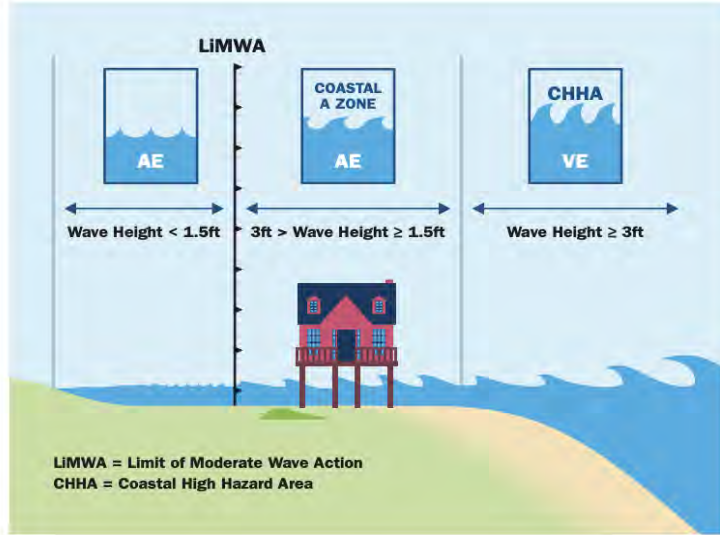 LiMWA
AE
COASTAL
A ZONE
AE
CHHA
VE
Wave Height < 1.5ft
3ft > Wave Height ≥ 1.5ft
Wave Height ≥ 3ft
LiMWA = Limit of Moderate Wave Action
CHHA = Coastal High Hazard Area